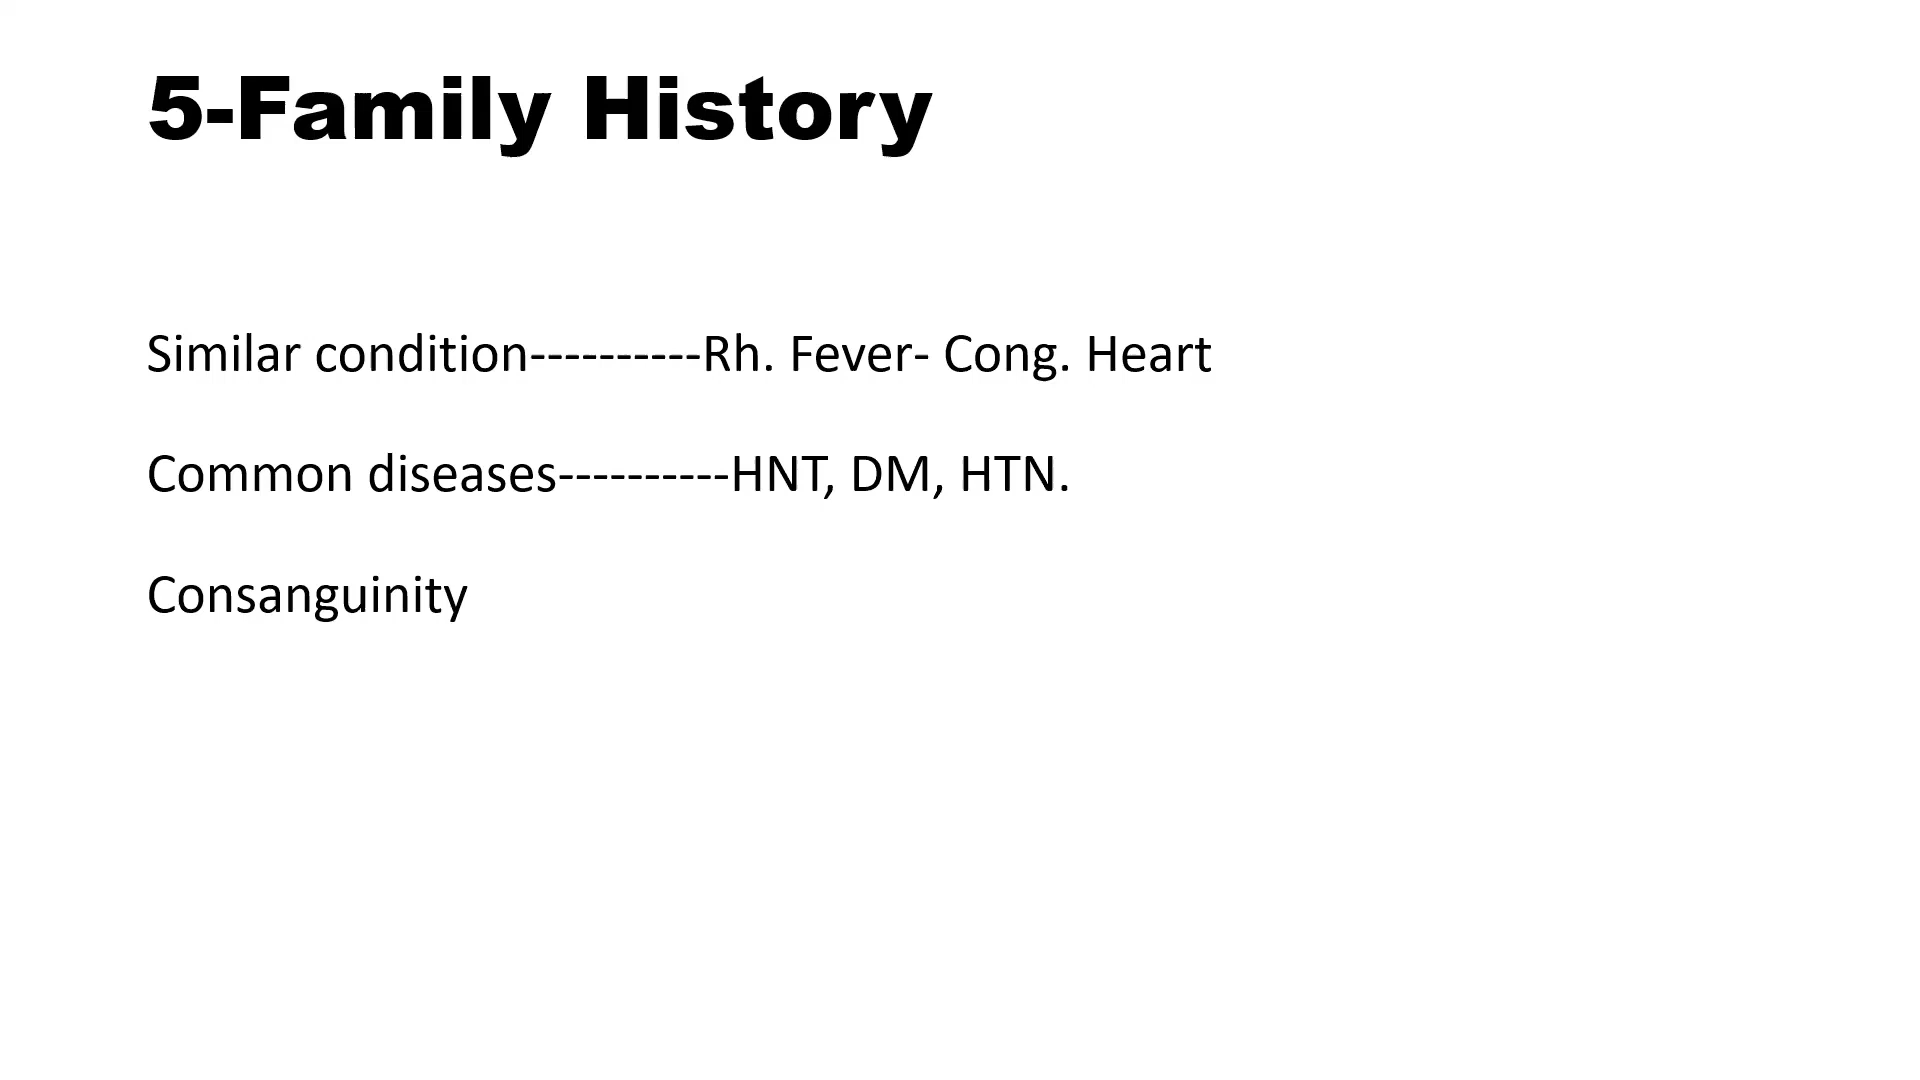 5-Family History
Similar condition----------Rh. Fever- Cong. Heart
Common diseases----------HNT, DM, HTN.
Consanguinity